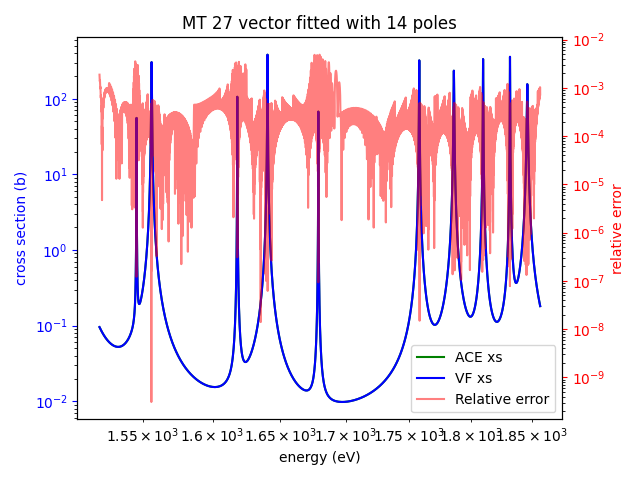 MT 27 vector fitted with 14 poles
10²
10¹
10⁰
10⁻¹
10⁻²
cross section (b)
10⁻²
10⁻³
10⁻⁴
10⁻⁵
10⁻⁶
10⁻⁷
10⁻⁸
10⁻⁹
relative error
ACE xs
VF xs
Relative error
1.55 × 10³ 1.6 × 10³ 1.65 × 10³ 1.7 × 10³ 1.75 × 10³ 1.8 × 10³ 1.85 × 10³
energy (eV)